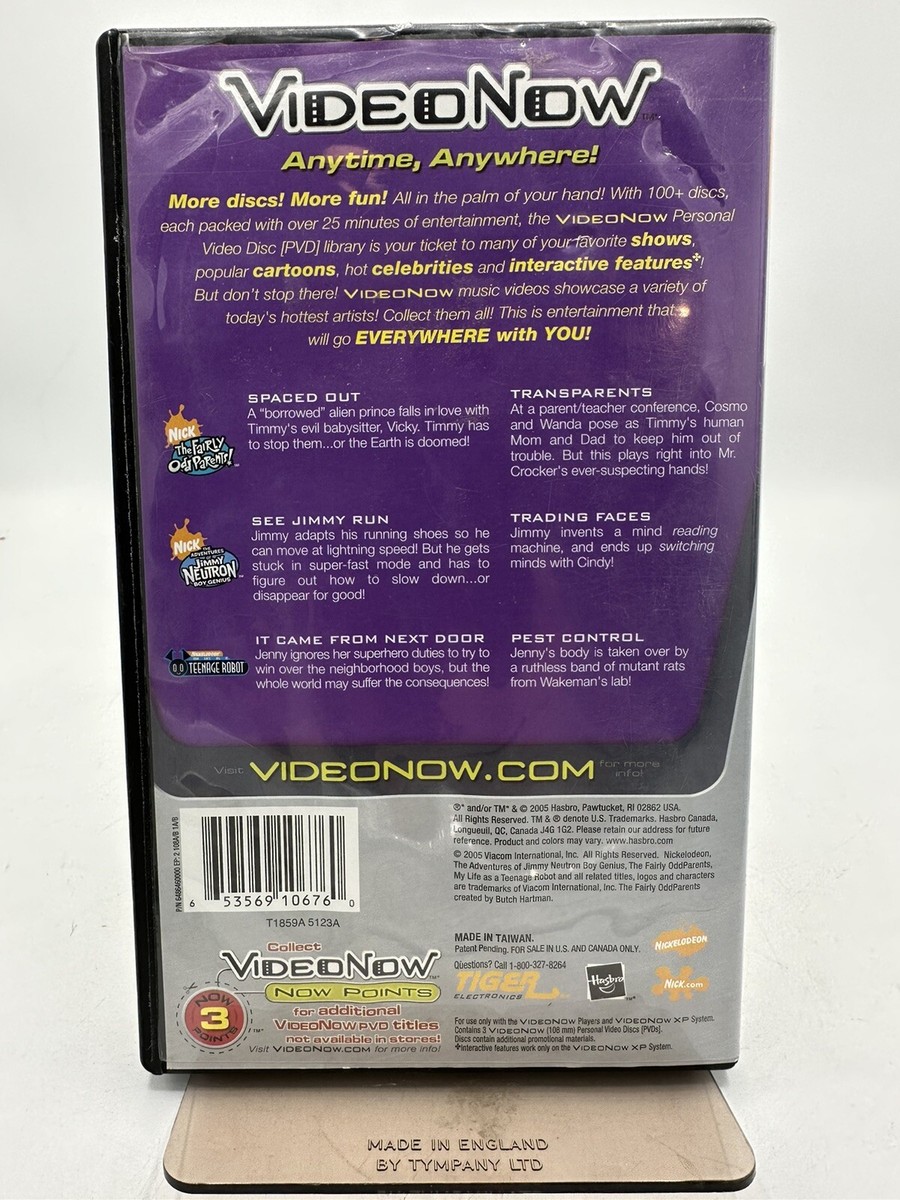 VIDEONOW™
Anytime, Anywhere!
More discs! More fun! All in the palm of your hand! With 100+ discs,
each packed with over 25 minutes of entertainment, the VIDEONOW Personal
Video Disc [PVD] library is your ticket to many of your favorite shows,
popular cartoons, hot celebrities and interactive features✤!
But don't stop there! VIDEONOW music videos showcase a variety of
today's hottest artists! Collect them all! This is entertainment that
will go EVERYWHERE with YOU!
NICK
The FAIRLY
OddPARENTS!™
SPACED OUT
A “borrowed” alien prince falls in love with
Timmy's evil babysitter, Vicky. Timmy has
to stop them...or the Earth is doomed!
TRANSPARENTS
At a parent/teacher conference, Cosmo
and Wanda pose as Timmy's human
Mom and Dad to keep him out of
trouble. But this plays right into Mr.
Crocker's ever-suspecting hands!
NICK
THE ADVENTURES OF
JIMMY
NEUTRON
BOY GENIUS™
SEE JIMMY RUN
Jimmy adapts his running shoes so he
can move at lightning speed! But he gets
stuck in super-fast mode and has to
figure out how to slow down...or
disappear for good!
TRADING FACES
Jimmy invents a mind reading
machine, and ends up switching
minds with Cindy!
TEENAGE ROBOT
IT CAME FROM NEXT DOOR
Jenny ignores her superhero duties to try to
win over the neighborhood boys, but the
whole world may suffer the consequences!
PEST CONTROL
Jenny's body is taken over by
a ruthless band of mutant rats
from Wakeman's lab!
Visit VIDEONOW.COM for more info!
P/N 6486460000 EP: 2 108A/B 1A/B
6 53569 10676 0
T1859A 5123A
®* and/or TM* & © 2005 Hasbro, Pawtucket, RI 02862 USA.
All Rights Reserved. TM & ® denote U.S. Trademarks. Hasbro Canada,
Longueuil, QC, Canada J4G 1G2. Please retain our address for future
reference. Product and colors may vary. www.hasbro.com
© 2005 Viacom International, Inc. All Rights Reserved. Nickelodeon,
The Adventures of Jimmy Neutron Boy Genius, The Fairly OddParents,
My Life as a Teenage Robot and all related titles, logos and characters
are trademarks of Viacom International, Inc. The Fairly OddParents
created by Butch Hartman.
MADE IN TAIWAN.
Patent Pending. FOR SALE IN U.S. AND CANADA ONLY.
Questions? Call 1-800-327-8264
TIGER
ELECTRONICS
Hasbro
™*
NICKELODEON
NICK.com
Collect
VIDEONOW™
NOW POINTS
for additional
VIDEONOW PVD titles
not available in stores!
Visit VIDEONOW.COM for more info!
NOW
3
POINTS
™*
For use only with the VIDEONOW Players and VIDEONOW XP System.
Contains 3 VIDEONOW (108 mm) Personal Video Discs [PVDs].
Discs contain additional promotional materials.
✤Interactive features work only on the VIDEONOW XP System.
MADE IN ENGLAND
BY TYMPANY LTD